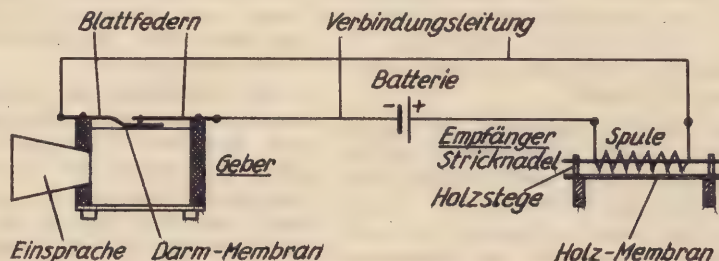 Blattfedern Verbindungsleitung
Batterie
- +
Empfänger Spule
Stricknadel
Geber
Holzstege
Einsprache Darm-Membran Holz-Membran